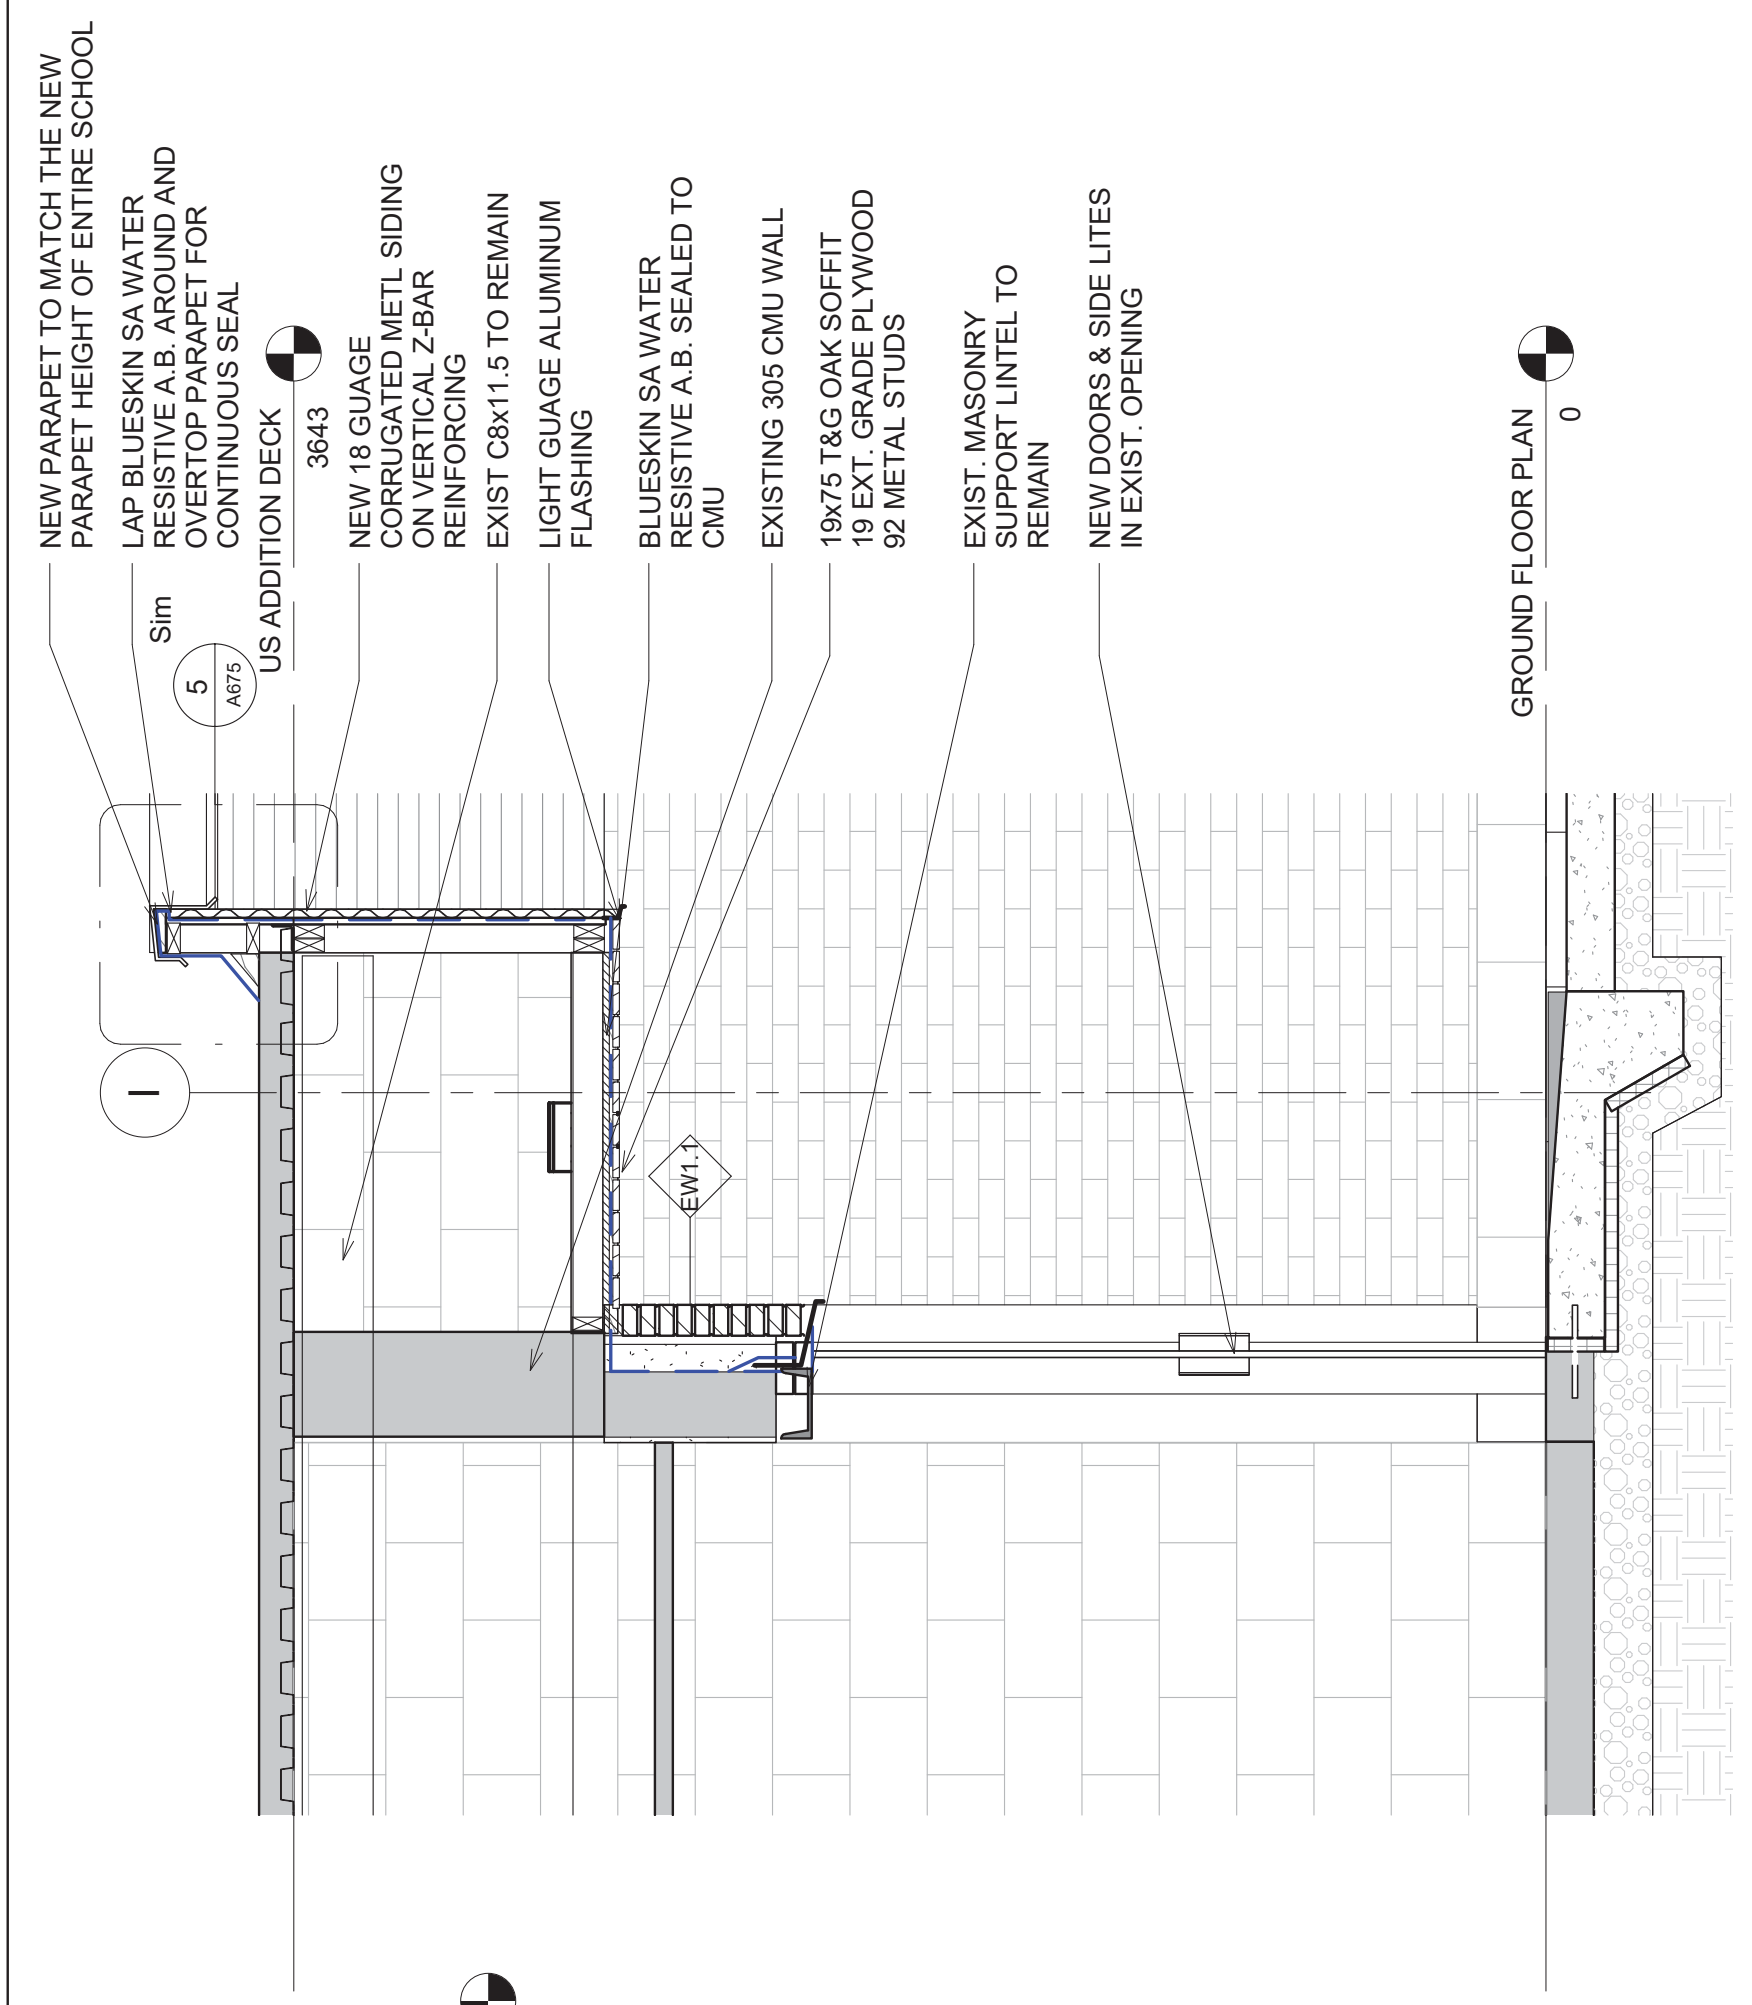 NEW PARAPET TO MATCH THE NEW
PARAPET HEIGHT OF ENTIRE SCHOOL
LAP BLUESKIN SA WATER
RESISTIVE A.B. AROUND AND
OVERTOP PARAPET FOR
CONTINUOUS SEAL
Sim
5
A675
US ADDITION DECK
3643
NEW 18 GUAGE
CORRUGATED METL SIDING
ON VERTICAL Z-BAR
REINFORCING
EXIST C8x11.5 TO REMAIN
LIGHT GUAGE ALUMINUM
FLASHING
BLUESKIN SA WATER
RESISTIVE A.B. SEALED TO
CMU
EXISTING 305 CMU WALL
19x75 T&G OAK SOFFIT
19 EXT. GRADE PLYWOOD
92 METAL STUDS
EXIST. MASONRY
SUPPORT LINTEL TO
REMAIN
NEW DOORS & SIDE LITES
IN EXIST. OPENING
GROUND FLOOR PLAN
0
I
EW1.1